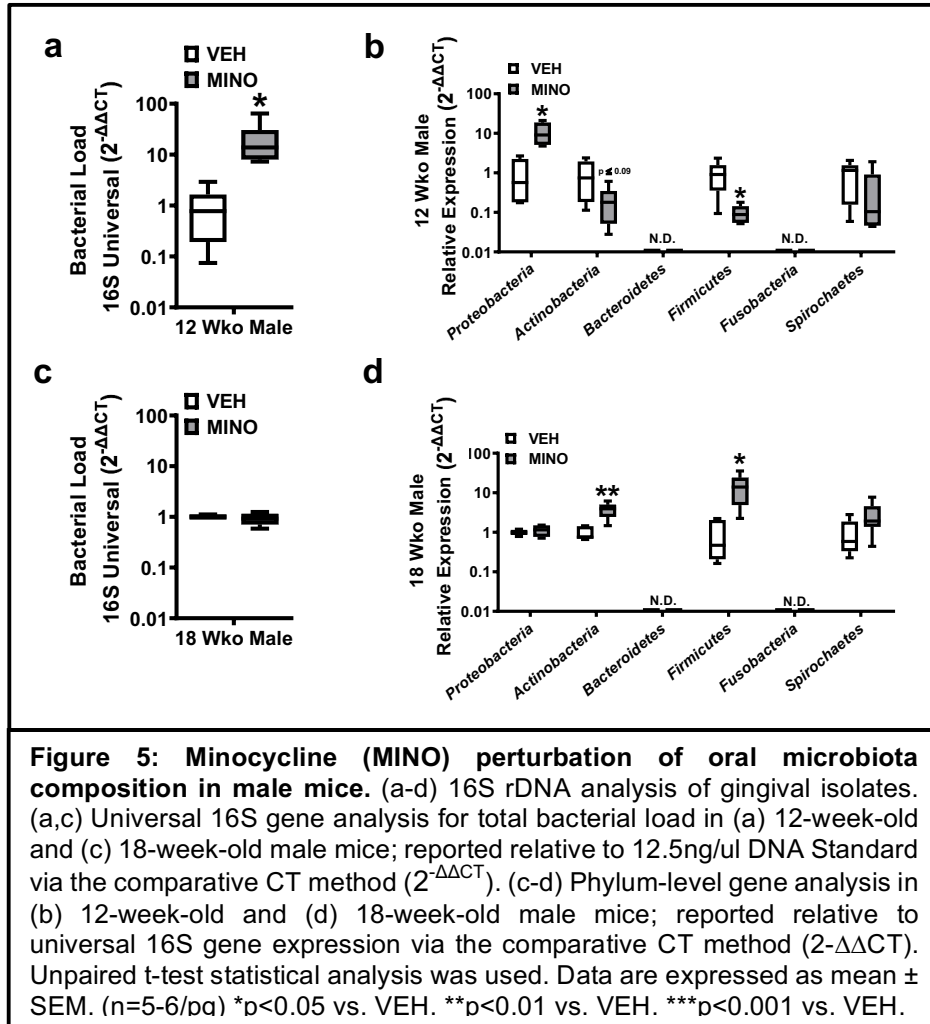 a
VEH
MINO
*
Bacterial Load
16S Universal (2-ΔΔCT)
100
10
1
0.1
0.01
12 Wko Male
b
VEH
MINO
12 Wko Male
Relative Expression (2-ΔΔCT)
100
10
1
0.1
0.01
*
p ≤ 0.09
N.D.
*
N.D.
Proteobacteria
Actinobacteria
Bacteroidetes
Firmicutes
Fusobacteria
Spirochaetes
c
VEH
MINO
Bacterial Load
16S Universal (2-ΔΔCT)
100
10
1
0.1
0.01
18 Wko Male
d
VEH
MINO
18 Wko Male
Relative Expression (2-ΔΔCT)
100
10
1
0.1
0.01
**
N.D.
*
N.D.
Proteobacteria
Actinobacteria
Bacteroidetes
Firmicutes
Fusobacteria
Spirochaetes
Figure 5: Minocycline (MINO) perturbation of oral microbiota
composition in male mice. (a-d) 16S rDNA analysis of gingival isolates.
(a,c) Universal 16S gene analysis for total bacterial load in (a) 12-week-old
and (c) 18-week-old male mice; reported relative to 12.5ng/ul DNA Standard
via the comparative CT method (2-ΔΔCT). (c-d) Phylum-level gene analysis in
(b) 12-week-old and (d) 18-week-old male mice; reported relative to
universal 16S gene expression via the comparative CT method (2-ΔΔCT).
Unpaired t-test statistical analysis was used. Data are expressed as mean ±
SEM. (n=5-6/pg) *p<0.05 vs. VEH. **p<0.01 vs. VEH. ***p<0.001 vs. VEH.